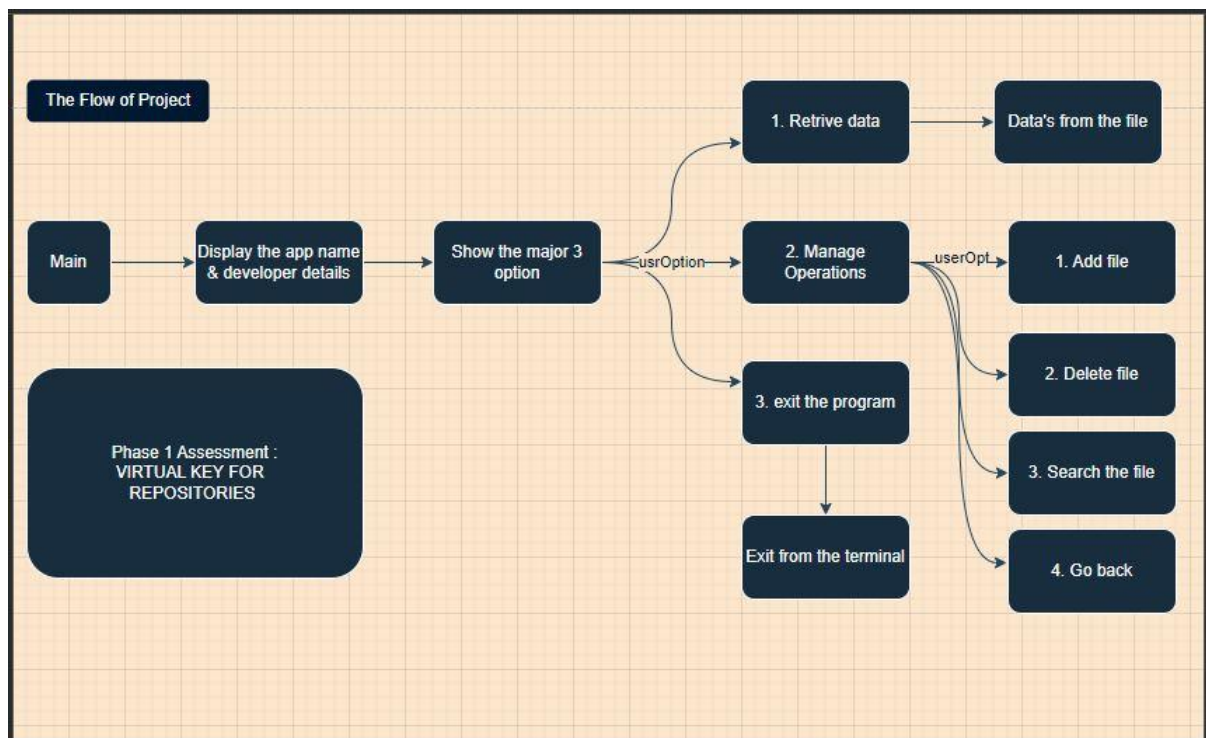 The Flow of Project
1. Retrive data
Data's from the file
Main
Display the app name
& developer details
Show the major 3
option
usrOption
2. Manage
Operations
userOpt
1. Add file
2. Delete file
3. exit the program
Phase 1 Assessment :
VIRTUAL KEY FOR
REPOSITORIES
3. Search the file
Exit from the terminal
4. Go back